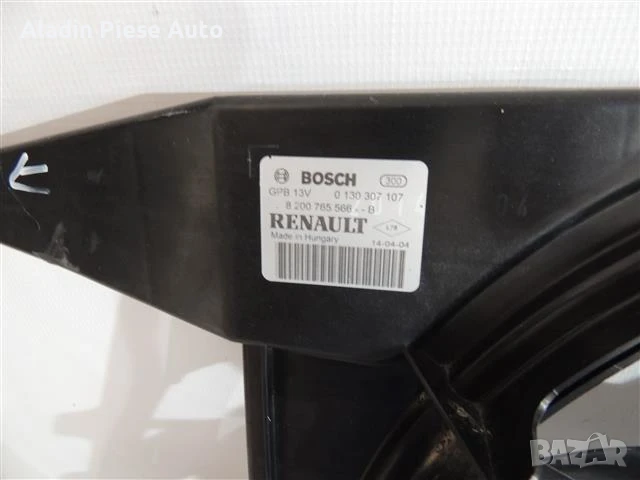 Aladin Piese Auto
BOSCH 300
GPB 13V 0 130 307 107
8 200 765 566 -- B
RENAULT
Made in Hungary 14-04-04
BAZAR